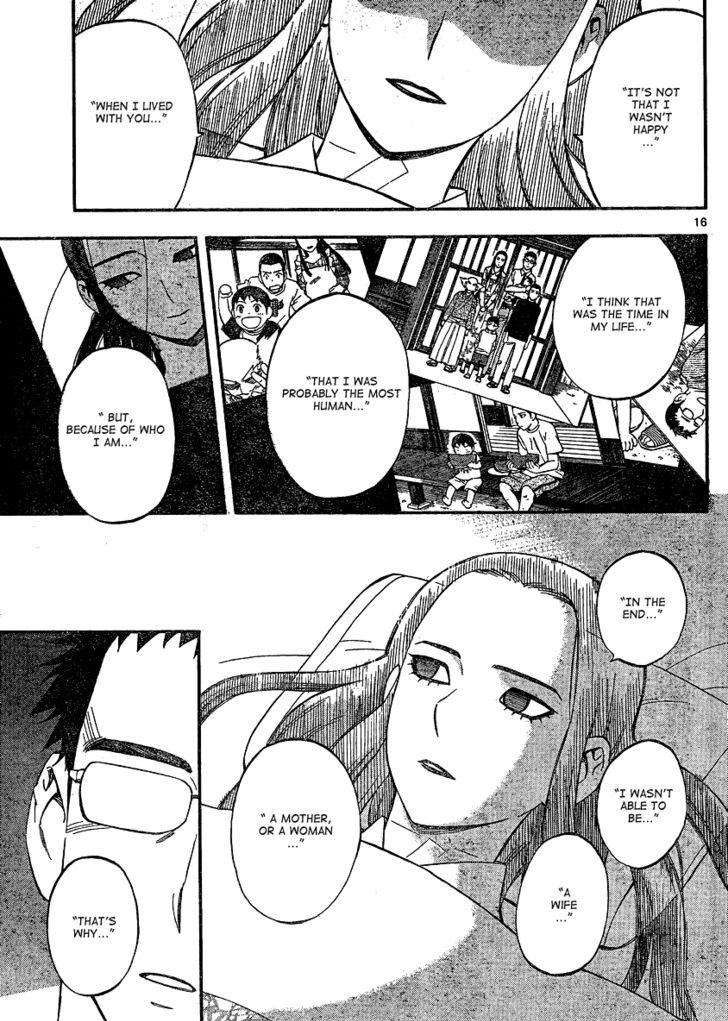 "IT'S NOT
THAT I
WASN'T
HAPPY
..."
"WHEN I LIVED
WITH YOU..."
16
"I THINK THAT
WAS THE TIME IN
MY LIFE..."
"THAT I WAS
PROBABLY THE MOST
HUMAN..."
" BUT,
BECAUSE OF WHO
I AM..."
"IN THE
END..."
"I WASN'T
ABLE TO
BE..."
"A
WIFE
..."
" A MOTHER,
OR A WOMAN
..."
"THAT'S
WHY..."